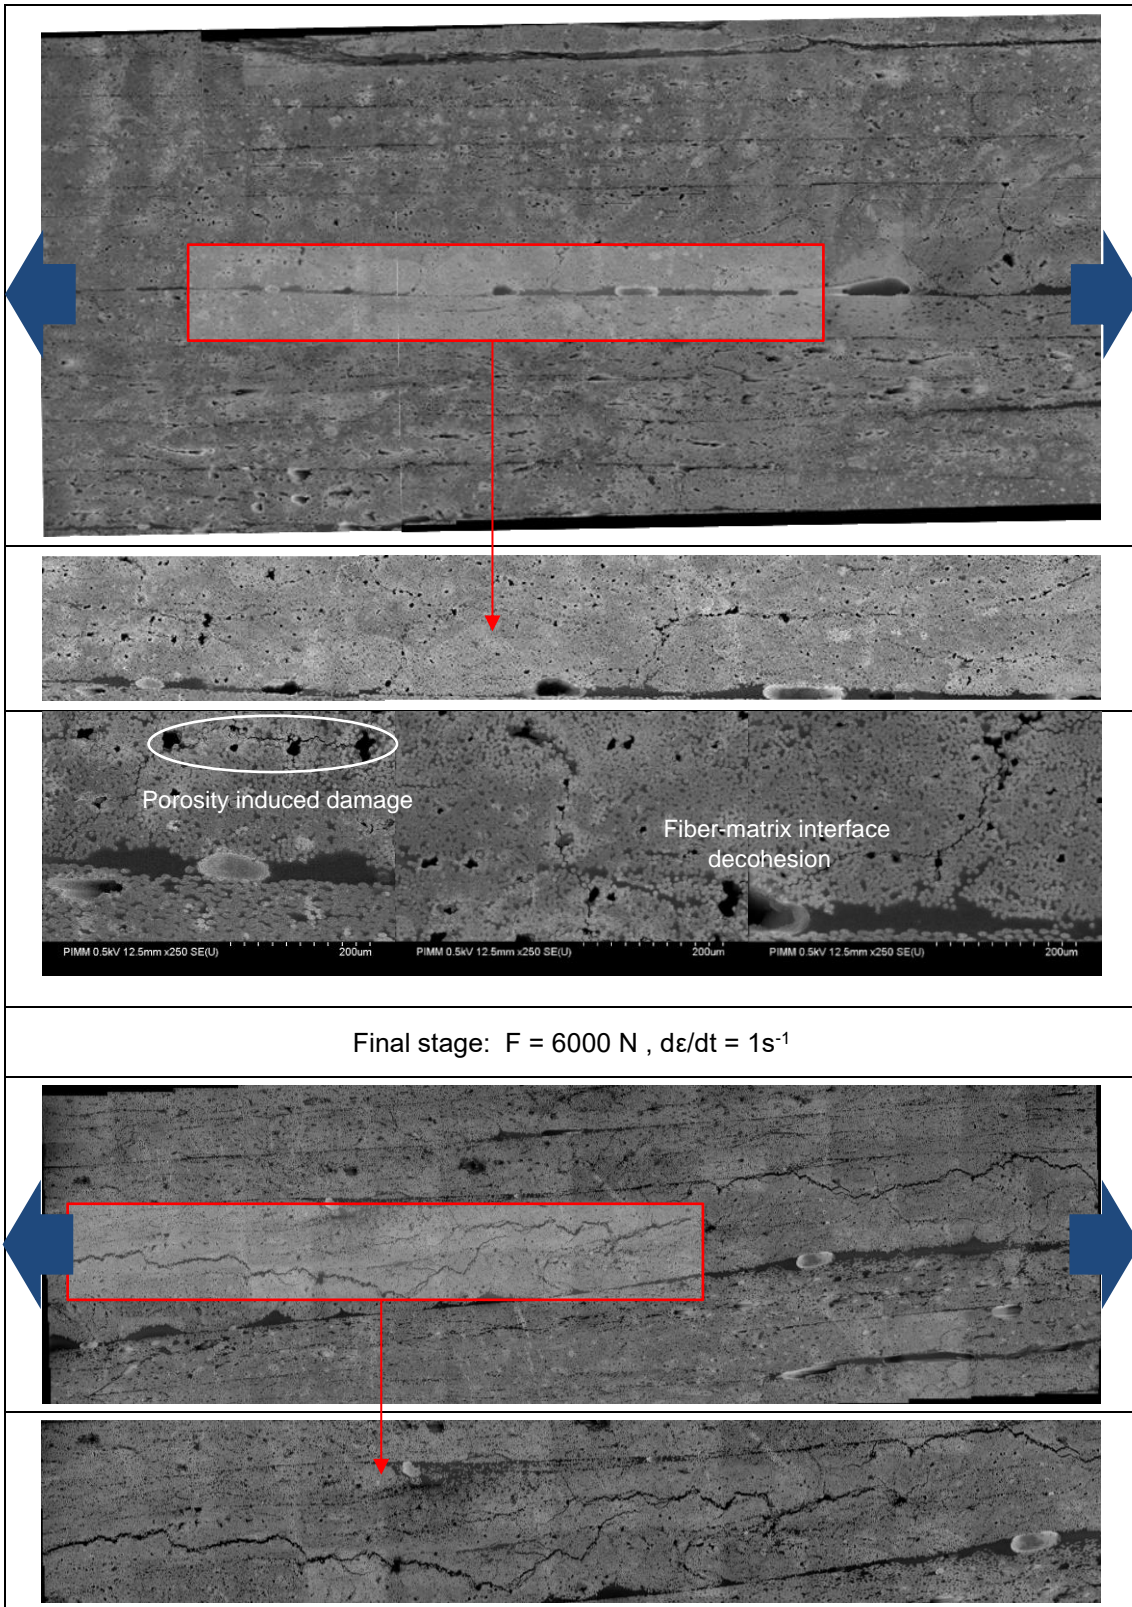 Porosity induced damage
Fiber-matrix interface
decohesion
PIMM 0.5kV 12.5mm x250 SE(U) 200um
PIMM 0.5kV 12.5mm x250 SE(U) 200um
PIMM 0.5kV 12.5mm x250 SE(U) 200um
Final stage: F = 6000 N , dε/dt = 1s⁻¹